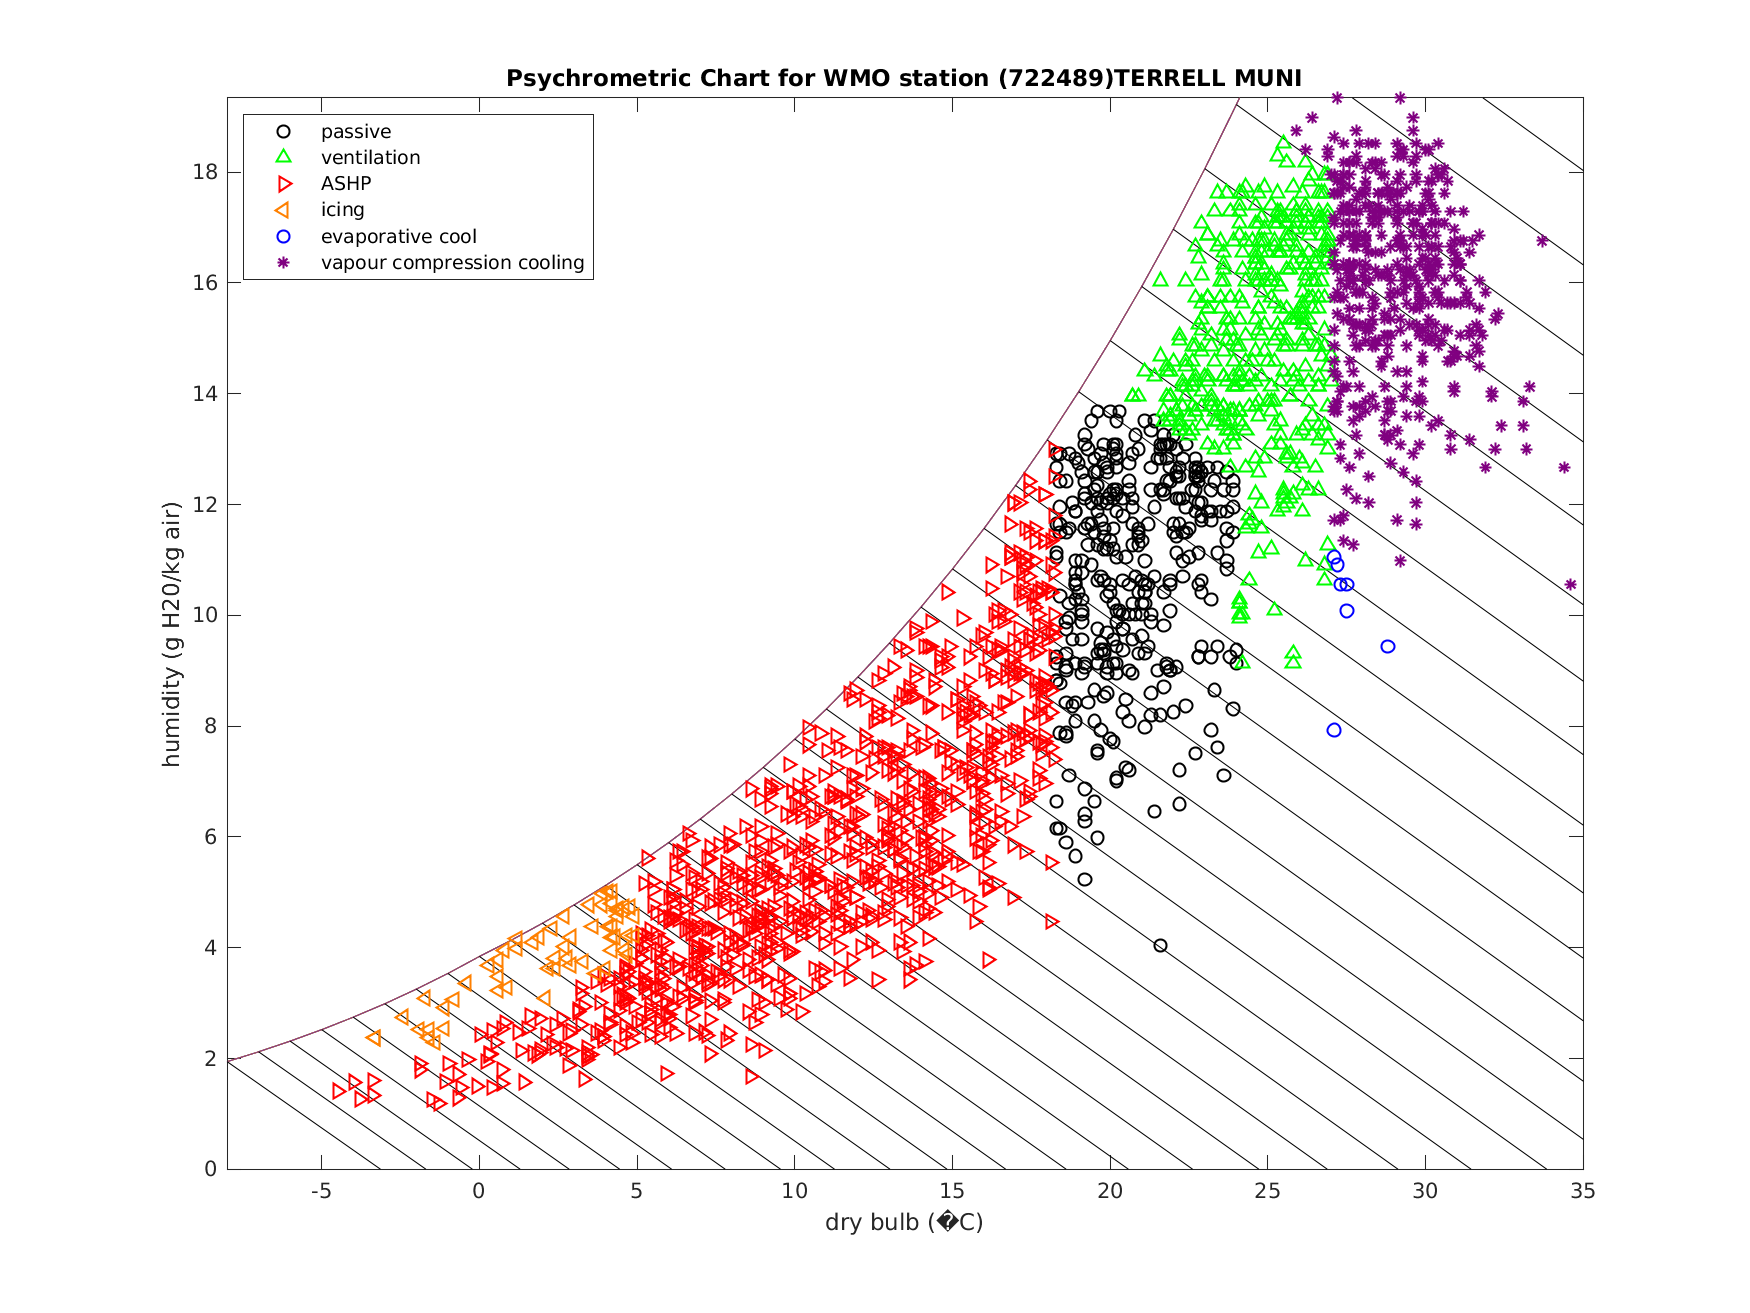 Psychrometric Chart for WMO station (722489)TERRELL MUNI
passive
ventilation
ASHP
icing
evaporative cool
vapour compression cooling
humidity (g H20/kg air)
18
16
14
12
10
8
6
4
2
0
-5 0 5 10 15 20 25 30 35
dry bulb (�C)